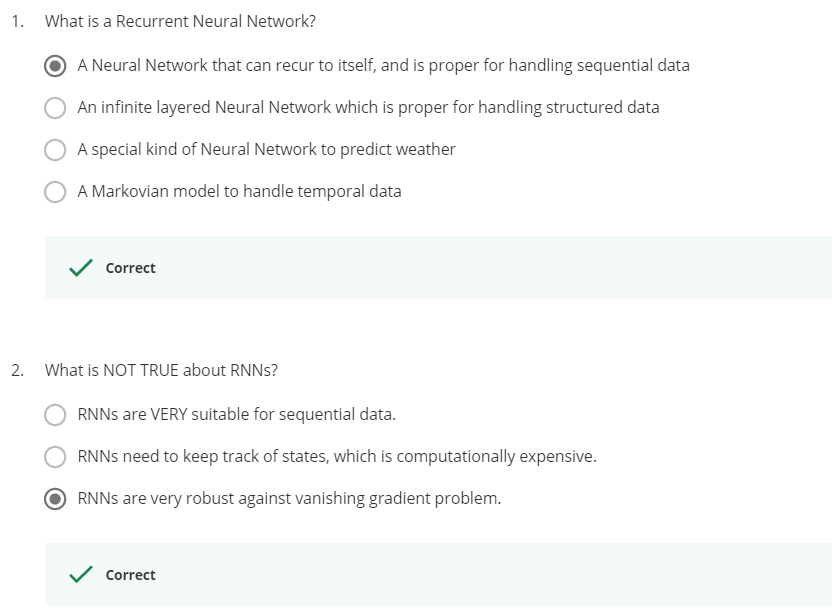 1. What is a Recurrent Neural Network?
A Neural Network that can recur to itself, and is proper for handling sequential data
An infinite layered Neural Network which is proper for handling structured data
A special kind of Neural Network to predict weather
A Markovian model to handle temporal data
Correct
2. What is NOT TRUE about RNNs?
RNNs are VERY suitable for sequential data.
RNNs need to keep track of states, which is computationally expensive.
RNNs are very robust against vanishing gradient problem.
Correct